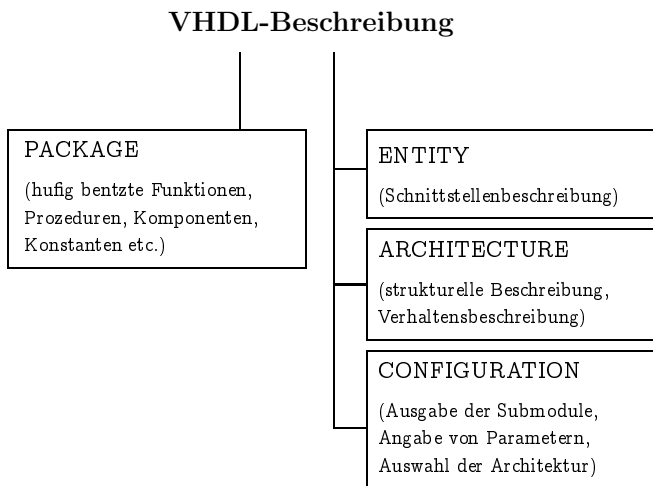 VHDL-Beschreibung
PACKAGE
(hufig bentzte Funktionen,
Prozeduren, Komponenten,
Konstanten etc.)
ENTITY
(Schnittstellenbeschreibung)
ARCHITECTURE
(strukturelle Beschreibung,
Verhaltensbeschreibung)
CONFIGURATION
(Ausgabe der Submodule,
Angabe von Parametern,
Auswahl der Architektur)